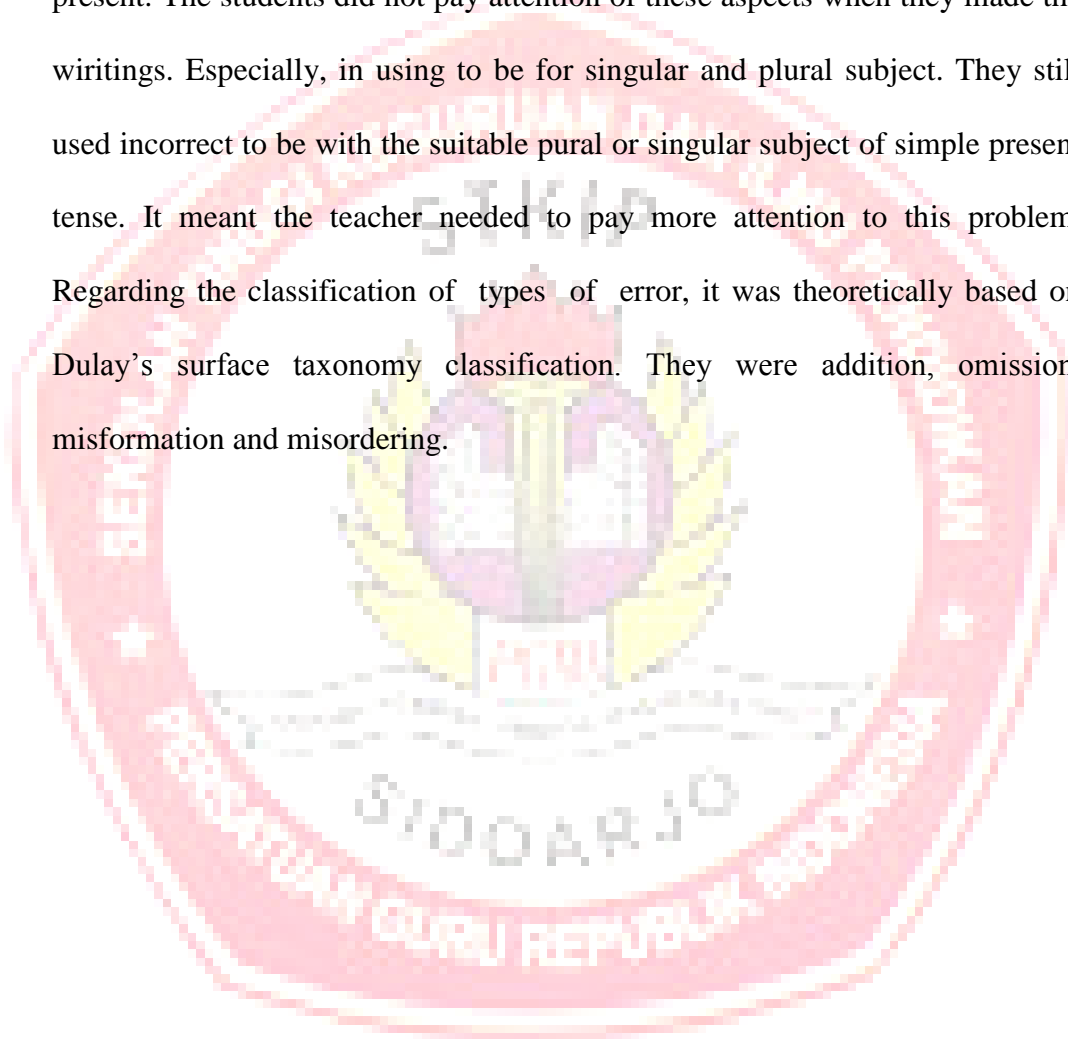 present. The students did not pay attention of these aspects when they made th
wiritings. Especially, in using to be for singular and plural subject. They stil
used incorrect to be with the suitable pural or singular subject of simple presen
tense. It meant the teacher needed to pay more attention to this problem
Regarding the classification of types of error, it was theoretically based on
Dulay's surface taxonomy classification. They were addition, omission
misformation and misordering.
STKIP
PGRI
SIDOARJO
GURU REPUBLIK